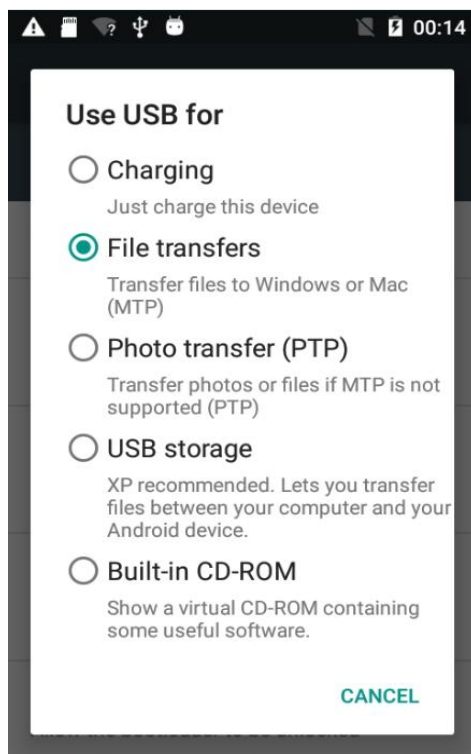 00:14
Use USB for
Charging
Just charge this device
File transfers
Transfer files to Windows or Mac
(MTP)
Photo transfer (PTP)
Transfer photos or files if MTP is not
supported (PTP)
USB storage
XP recommended. Lets you transfer
files between your computer and your
Android device.
Built-in CD-ROM
Show a virtual CD-ROM containing
some useful software.
CANCEL